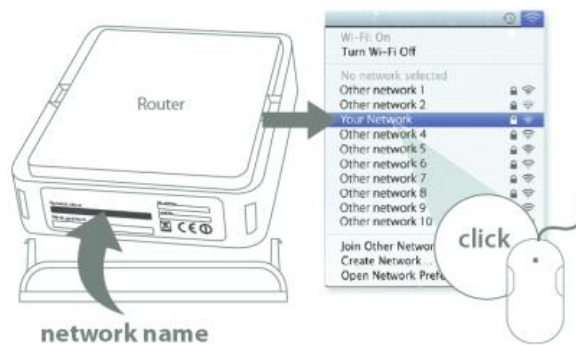 Router
network name
Wi-Fi: On
Turn Wi-Fi Off
No network selected
Other network 1
Other network 2
Your Network
Other network 4
Other network 5
Other network 6
Other network 7
Other network 8
Other network 9
Other network 10
Join Other Networ
Create Network...
Open Network Prefe
click